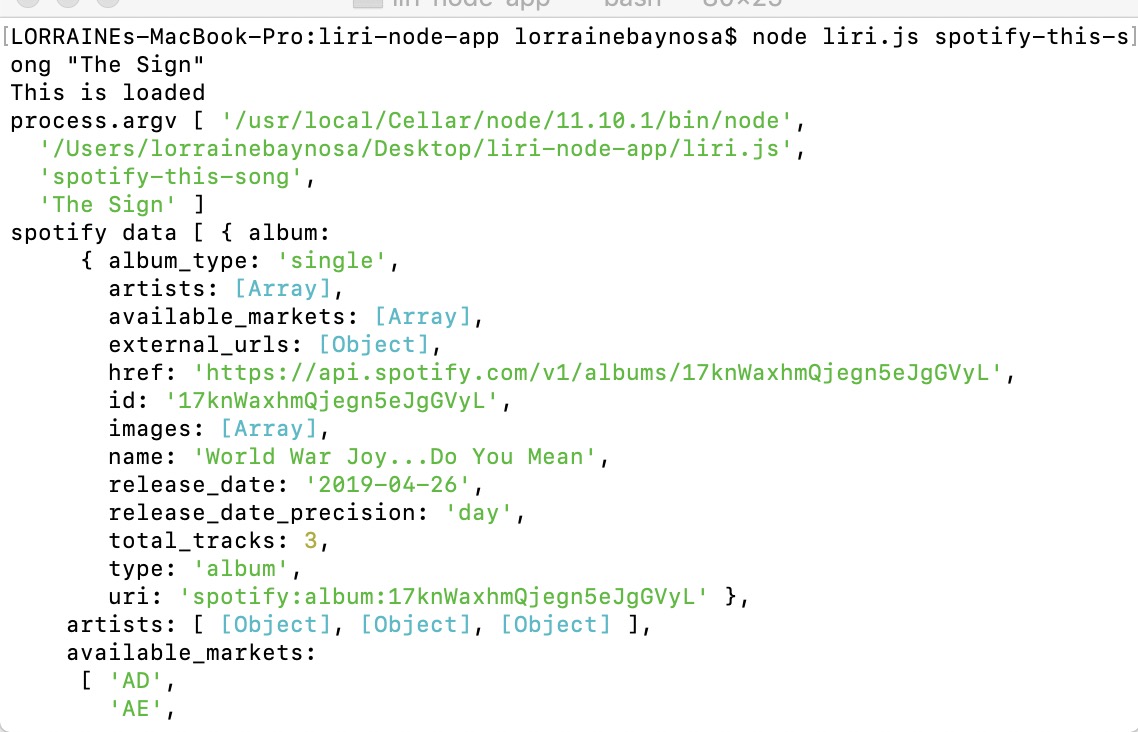 liri-node-app — bash — 80×25
[LORRAINEs-MacBook-Pro:liri-node-app lorrainebaynosa$ node liri.js spotify-this-s]
ong "The Sign"
This is loaded
process.argv [ '/usr/local/Cellar/node/11.10.1/bin/node',
  '/Users/lorrainebaynosa/Desktop/liri-node-app/liri.js',
  'spotify-this-song',
  'The Sign' ]
spotify data [ { album:
     { album_type: 'single',
       artists: [Array],
       available_markets: [Array],
       external_urls: [Object],
       href: 'https://api.spotify.com/v1/albums/17knWaxhmQjegn5eJgGVyL',
       id: '17knWaxhmQjegn5eJgGVyL',
       images: [Array],
       name: 'World War Joy...Do You Mean',
       release_date: '2019-04-26',
       release_date_precision: 'day',
       total_tracks: 3,
       type: 'album',
       uri: 'spotify:album:17knWaxhmQjegn5eJgGVyL' },
    artists: [ [Object], [Object], [Object] ],
    available_markets:
     [ 'AD',
       'AE',